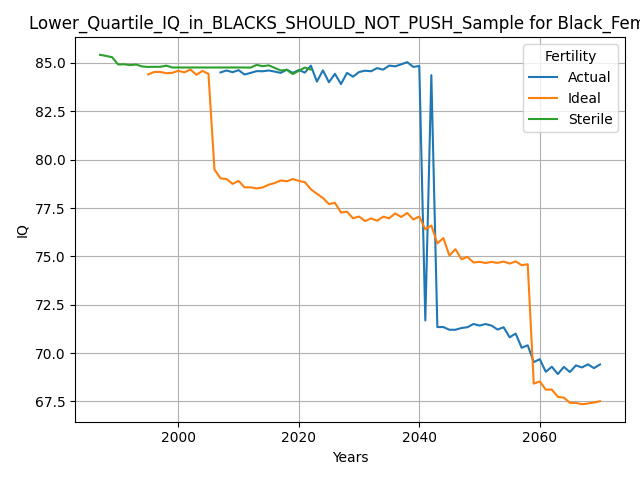 Lower_Quartile_IQ_in_BLACKS_SHOULD_NOT_PUSH_Sample for Black_Fem
Fertility
Actual
Ideal
Sterile
IQ
85.0
82.5
80.0
77.5
75.0
72.5
70.0
67.5
2000
2020
2040
2060
Years